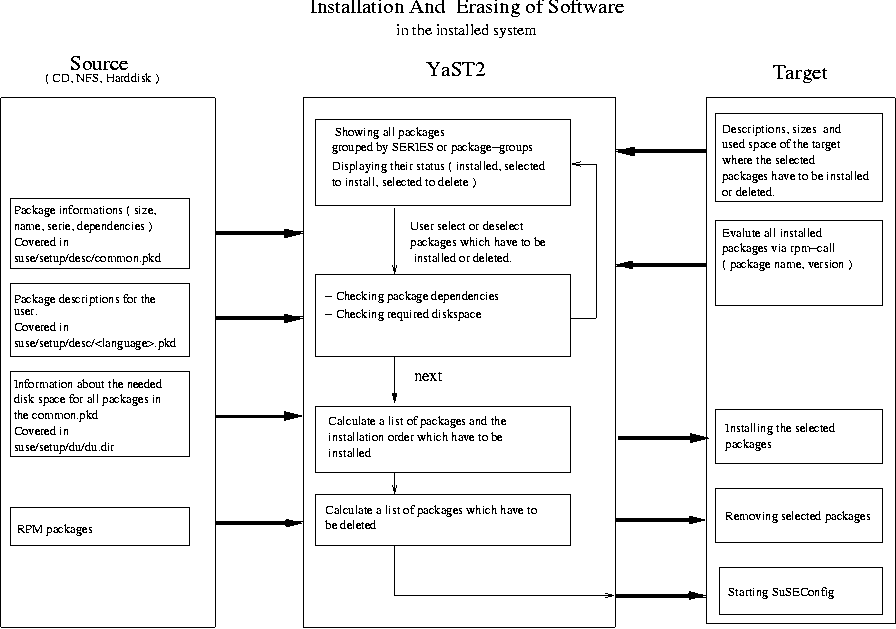 Installation And Erasing of Software
in the installed system
Source
( CD, NFS, Harddisk )
YaST2
Target
Package informations ( size,
name, serie, dependencies )
Covered in
suse/setup/desc/common.pkd
Package descriptions for the
user.
Covered in
suse/setup/desc/<language>.pkd
Information about the needed
disk space for all packages in
the common.pkd
Covered in
suse/setup/du/du.dir
RPM packages
Showing all packages
grouped by SERIES or package-groups
Displaying their status ( installed, selected
to install, selected to delete )
User select or deselect
packages which have to be
installed or deleted.
- Checking package dependencies
- Checking required diskspace
next
Calculate a list of packages and the
installation order which have to be
installed
Calculate a list of packages which have to
be deleted
Descriptions, sizes and
used space of the target
where the selected
packages have to be installed
or deleted.
Evalute all installed
packages via rpm-call
( package name, version )
Installing the selected
packages
Removing selected packages
Starting SuSEConfig